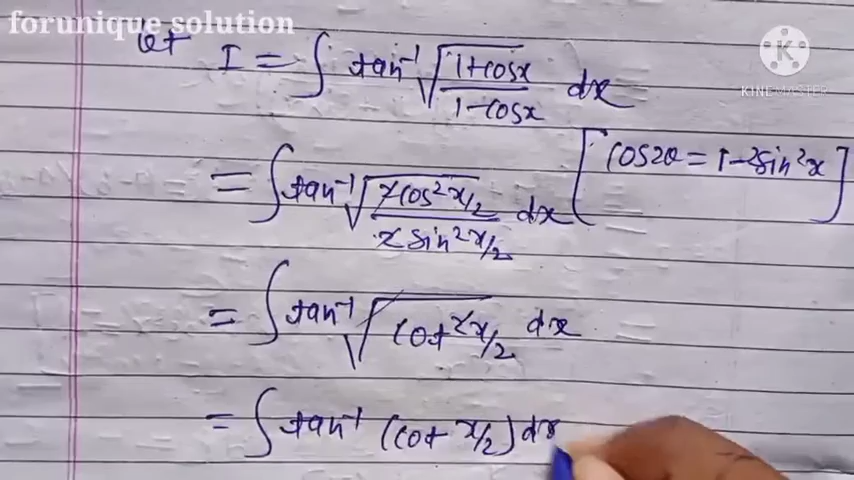 forunique solution
Let I = ∫ tan⁻¹ √((1+cosx)/(1-cosx)) dx
K
KINEMASTER
= ∫ tan⁻¹ √((2cos²x/2)/(2sin²x/2)) dx [cos2θ = 1-2sin²x]
= ∫ tan⁻¹ √(cot²x/2) dx
= ∫ tan⁻¹ (cot x/2) dx